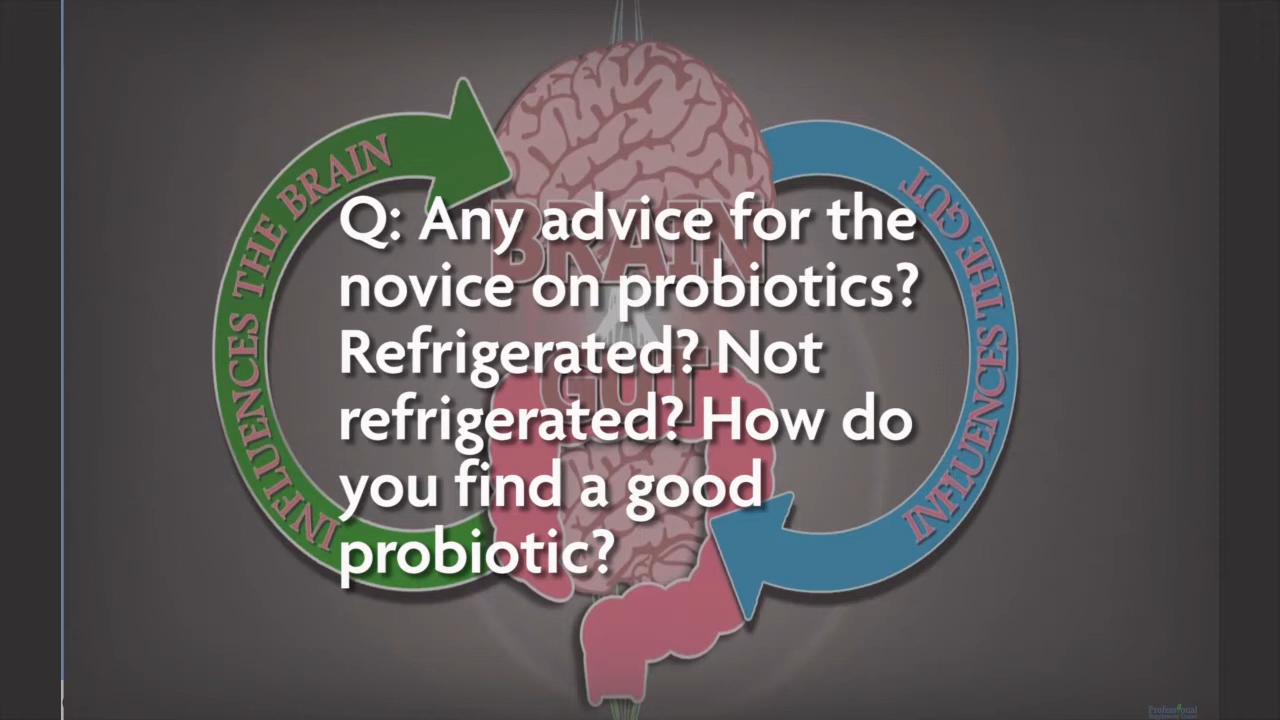 INFLUENCES THE BRAIN
INFLUENCES THE GUT
BRAIN
GUT
Q: Any advice for the
novice on probiotics?
Refrigerated? Not
refrigerated? How do
you find a good
probiotic?
Professional